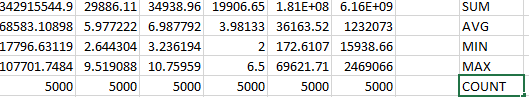 342915544.9 29886.11 34938.96 19906.65 1.81E+08 6.16E+09 SUM
68583.10898 5.977222 6.987792 3.98133 36163.52 1232073 AVG
17796.63119 2.644304 3.236194 2 172.6107 15938.66 MIN
107701.7484 9.519088 10.75959 6.5 69621.71 2469066 MAX
5000 5000 5000 5000 5000 5000 COUNT